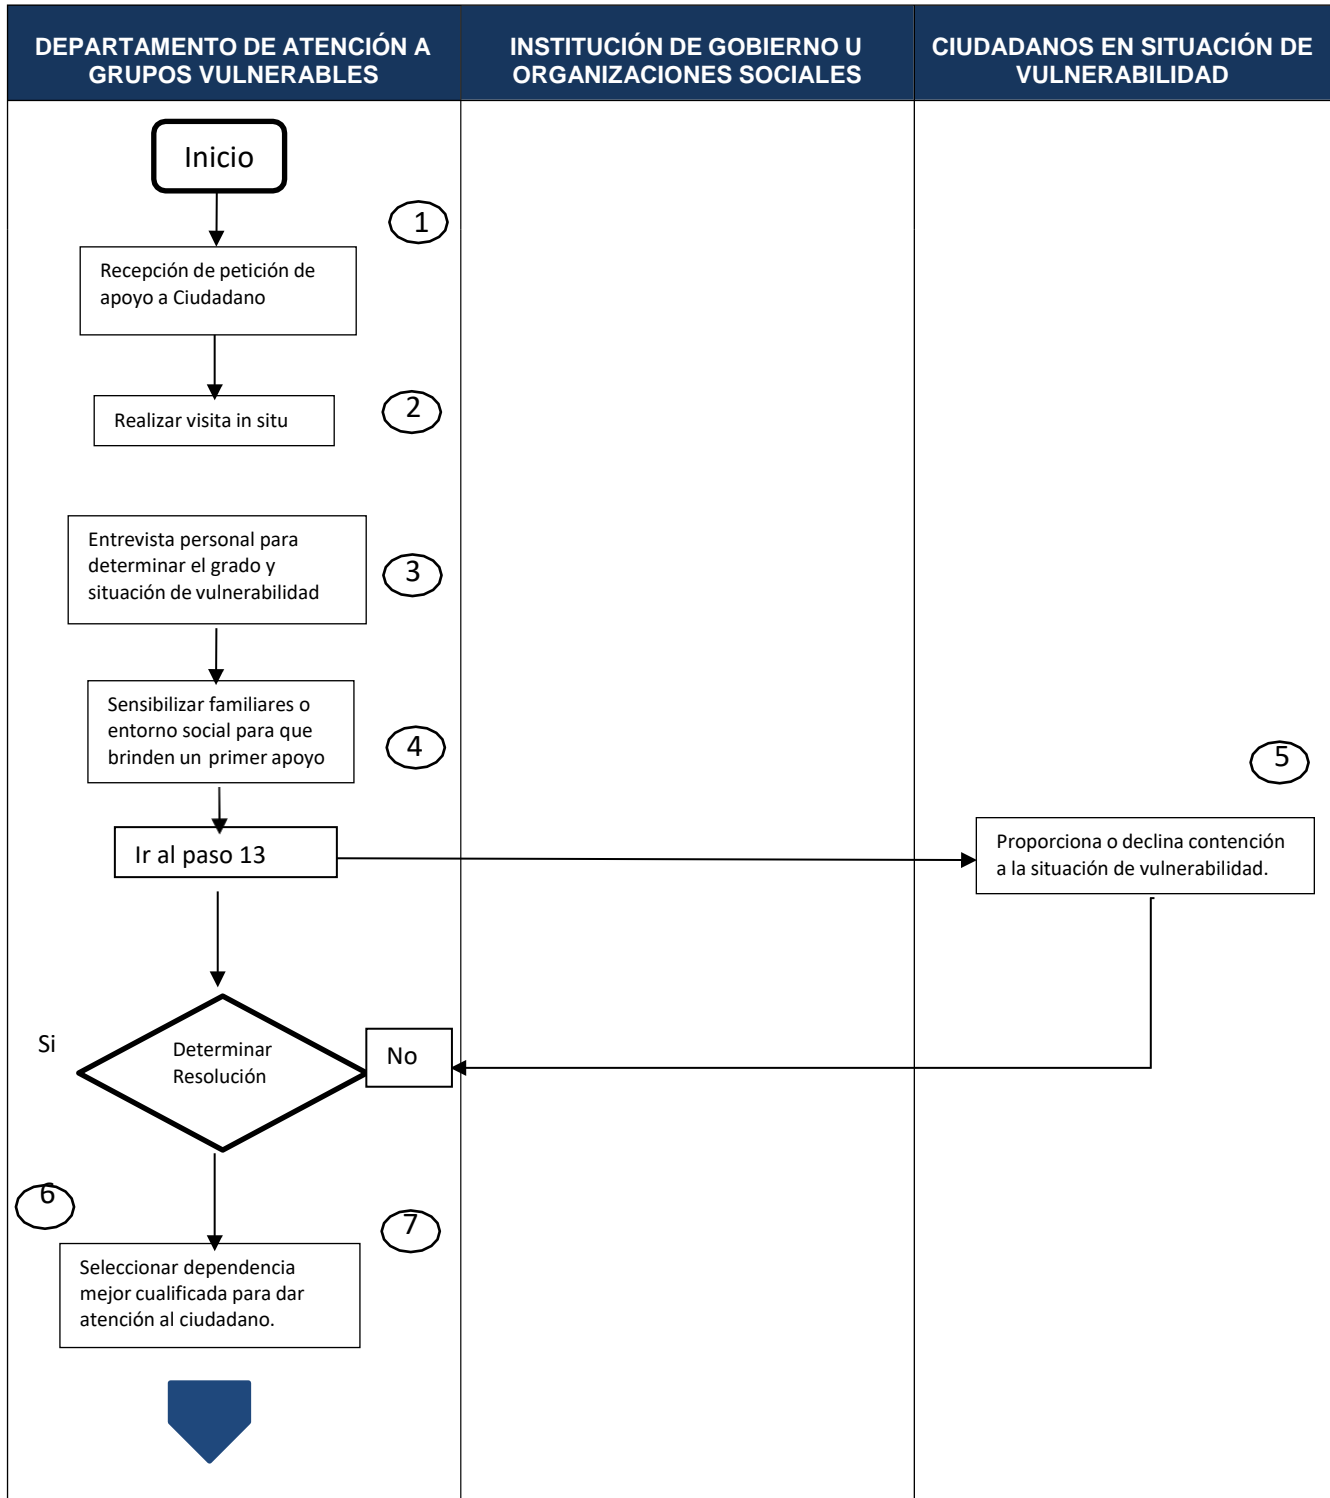 DEPARTAMENTO DE ATENCIÓN A
GRUPOS VULNERABLES
INSTITUCIÓN DE GOBIERNO U
ORGANIZACIONES SOCIALES
CIUDADANOS EN SITUACIÓN DE
VULNERABILIDAD
Inicio
1
Recepción de petición de
apoyo a Ciudadano
2
Realizar visita in situ
Entrevista personal para
determinar el grado y
situación de vulnerabilidad
3
Sensibilizar familiares o
entorno social para que
brinden un primer apoyo
4
5
Ir al paso 13
Proporciona o declina contención
a la situación de vulnerabilidad.
Si
Determinar
Resolución
No
6
7
Seleccionar dependencia
mejor cualificada para dar
atención al ciudadano.